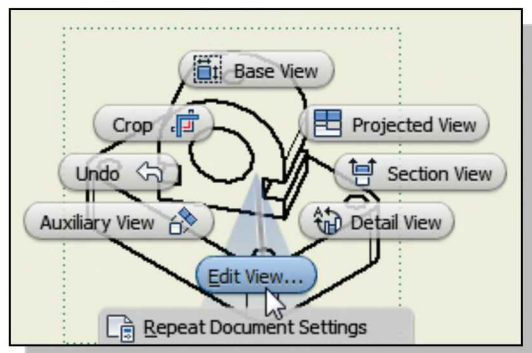 Base View
Crop
Projected View
Undo
Section View
Auxiliary View
Detail View
Edit View...
Repeat Document Settings